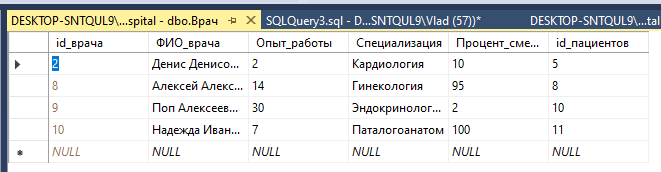 DESKTOP-SNTQUL9\...spital - dbo.Врач SQLQuery3.sql - D...SNTQUL9\Vlad (57))* DESKTOP-SNTQUL9\...tal
id_врача ФИО_врача Опыт_работы Специализация Процент_сме... id_пациентов
2 Денис Денисо... 2 Кардиология 10 5
8 Алексей Алекс... 14 Гинекология 95 8
9 Поп Алексеев... 30 Эндокринолог... 2 10
10 Надежда Иван... 7 Паталогоанатом 100 11
NULL NULL NULL NULL NULL NULL